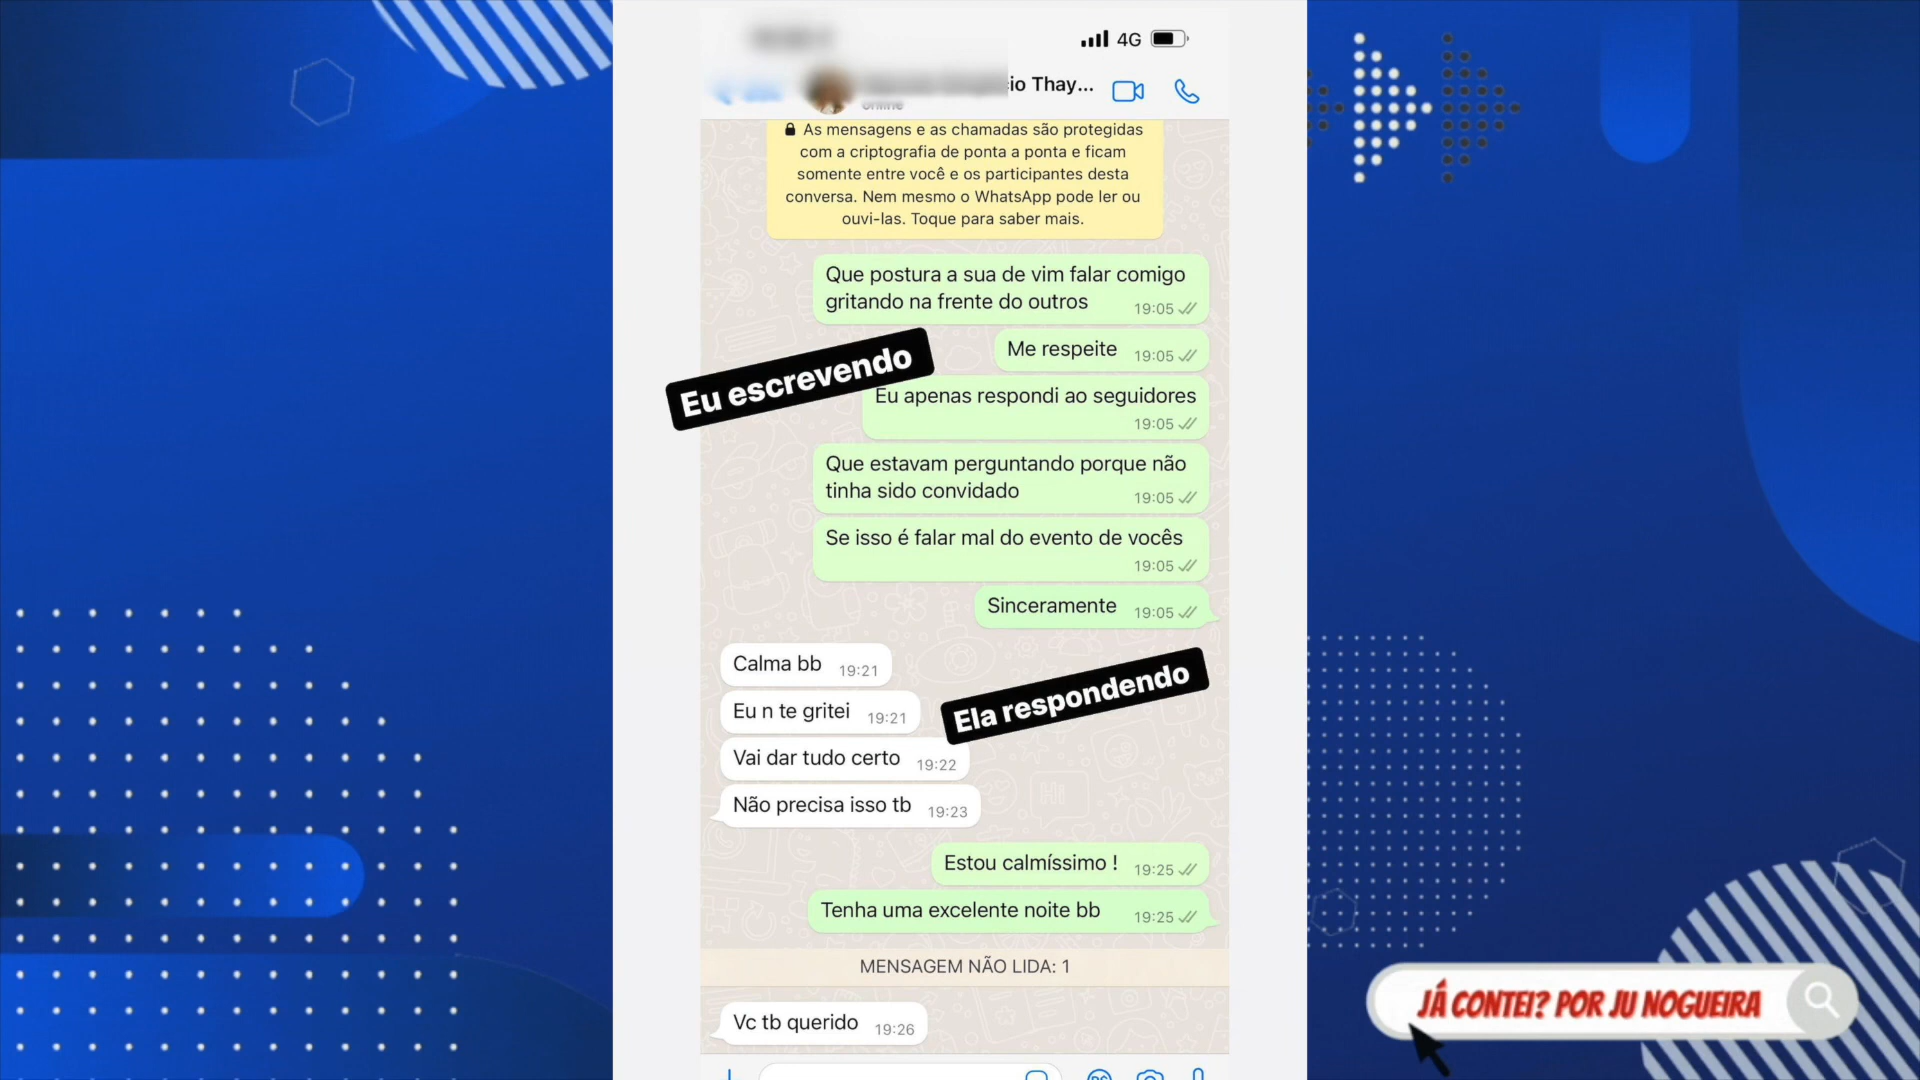 4G
io Thay...
online
As mensagens e as chamadas são protegidas
com a criptografia de ponta a ponta e ficam
somente entre você e os participantes desta
conversa. Nem mesmo o WhatsApp pode ler ou
ouvi-las. Toque para saber mais.
Que postura a sua de vim falar comigo
gritando na frente do outros
19:05
Me respeite
19:05
Eu escrevendo
Eu apenas respondi ao seguidores
19:05
Que estavam perguntando porque não
tinha sido convidado
19:05
Se isso é falar mal do evento de vocês
19:05
Sinceramente
19:05
Calma bb
19:21
Ela respondendo
Eu n te gritei
19:21
Vai dar tudo certo
19:22
Não precisa isso tb
19:23
Estou calmíssimo !
19:25
Tenha uma excelente noite bb
19:25
MENSAGEM NÃO LIDA: 1
Vc tb querido
19:26
JÁ CONTEI? POR JU NOGUEIRA